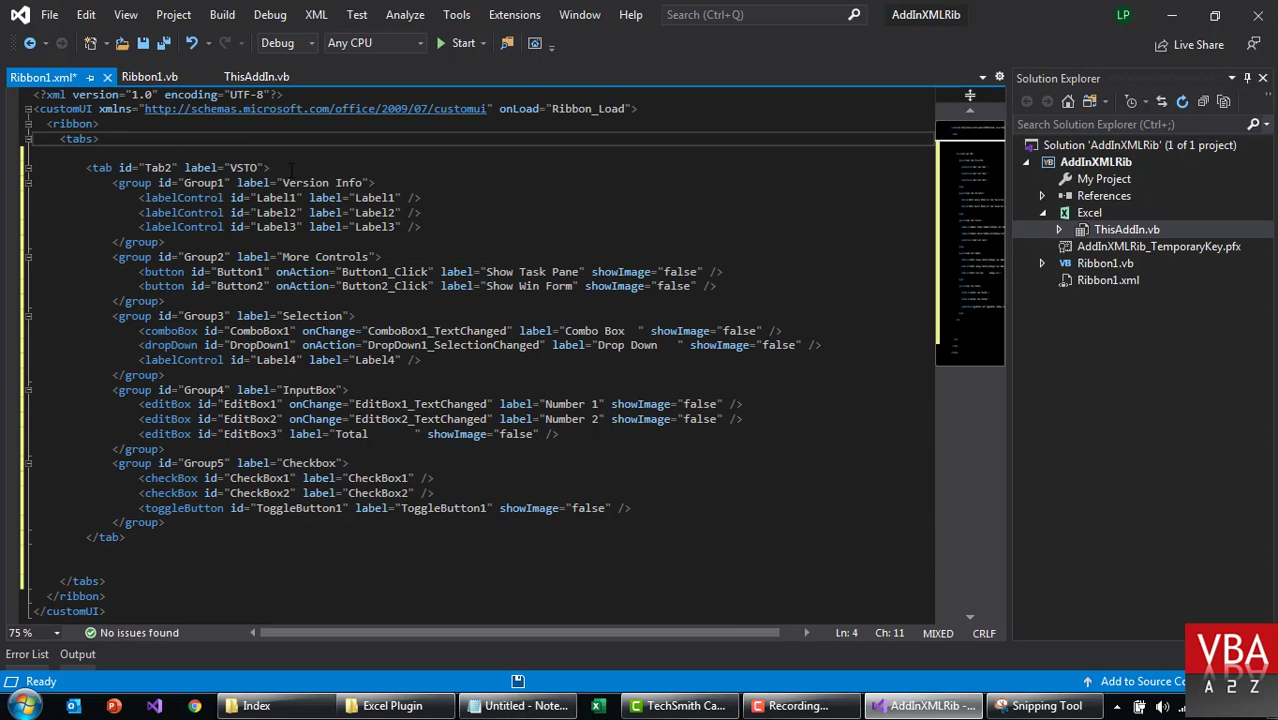 File Edit View Project Build Debug XML Test Analyze Tools Extensions Window Help Search (Ctrl+Q) AddInXMLRib LP
Debug Any CPU Start Live Share
Ribbon1.xml* Ribbon1.vb ThisAddIn.vb
<?xml version="1.0" encoding="UTF-8"?>
<customUI xmlns="http://schemas.microsoft.com/office/2009/07/customui" onLoad="Ribbon_Load">
<ribbon>
<tabs>
<tab id="Tab2" label="VSTO">
<group id="Group1" label="Version Info">
<labelControl id="Label1" label="Label1" />
<labelControl id="Label2" label="Label2" />
<labelControl id="Label3" label="Label3" />
</group>
<group id="Group2" label="More Controls">
<button id="Button1" onAction="Button1_Click" label="Show Task Pane" showImage="false" />
<button id="Button2" onAction="Button2_Click" label="Show Win Form" showImage="false" />
</group>
<group id="Group3" label="Selection">
<comboBox id="ComboBox1" onChange="ComboBox1_TextChanged" label="Combo Box  " showImage="false" />
<dropDown id="DropDown1" onAction="DropDown1_SelectionChanged" label="Drop Down   " showImage="false" />
<labelControl id="Label4" label="Label4" />
</group>
<group id="Group4" label="InputBox">
<editBox id="EditBox1" onChange="EditBox1_TextChanged" label="Number 1" showImage="false" />
<editBox id="EditBox2" onChange="EditBox2_TextChanged" label="Number 2" showImage="false" />
<editBox id="EditBox3" label="Total       " showImage="false" />
</group>
<group id="Group5" label="Checkbox">
<checkBox id="CheckBox1" label="CheckBox1" />
<checkBox id="CheckBox2" label="CheckBox2" />
<toggleButton id="ToggleButton1" label="ToggleButton1" showImage="false" />
</group>
</tab>
</tabs>
</ribbon>
</customUI>
75 % No issues found Ln: 4 Ch: 11 MIXED CRLF
Error List Output
Ready Add to Source Co
Solution Explorer
Search Solution Explorer (Ctrl+;)
Solution 'AddInXMLRib' (1 of 1 project)
AddInXMLRib
My Project
References
Excel
ThisAddIn.vb
AddInXMLRib_TemporaryKey.pfx
Ribbon1.vb
Ribbon1.xml
VBA
A 2 Z
Index Excel Plugin Untitled - Note... TechSmith Ca... Recording... AddInXMLRib -... Snipping Tool